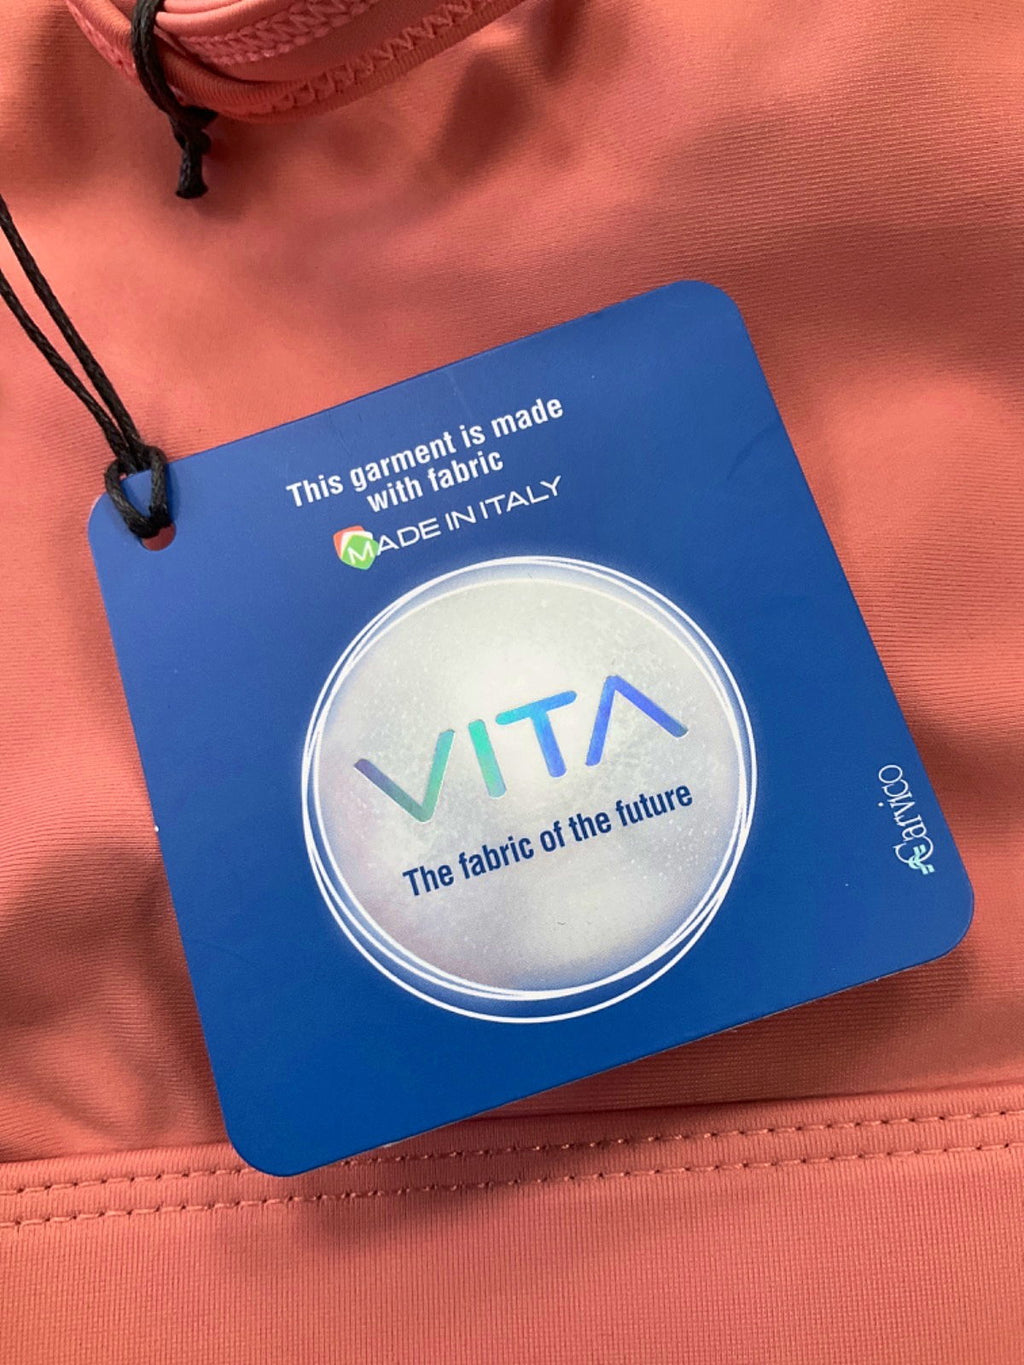 This garment is made
with fabric
MADE IN ITALY
VITA
The fabric of the future
Carvico